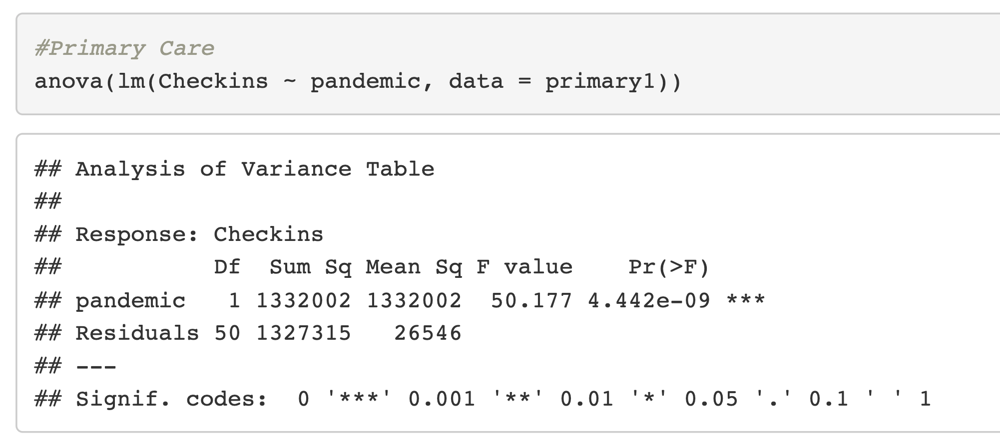 #Primary Care
anova(lm(Checkins ~ pandemic, data = primary1))
## Analysis of Variance Table
##
## Response: Checkins
##           Df  Sum Sq Mean Sq F value    Pr(>F)
## pandemic   1 1332002 1332002  50.177 4.442e-09 ***
## Residuals 50 1327315   26546
## ---
## Signif. codes:  0 '***' 0.001 '**' 0.01 '*' 0.05 '.' 0.1 ' ' 1